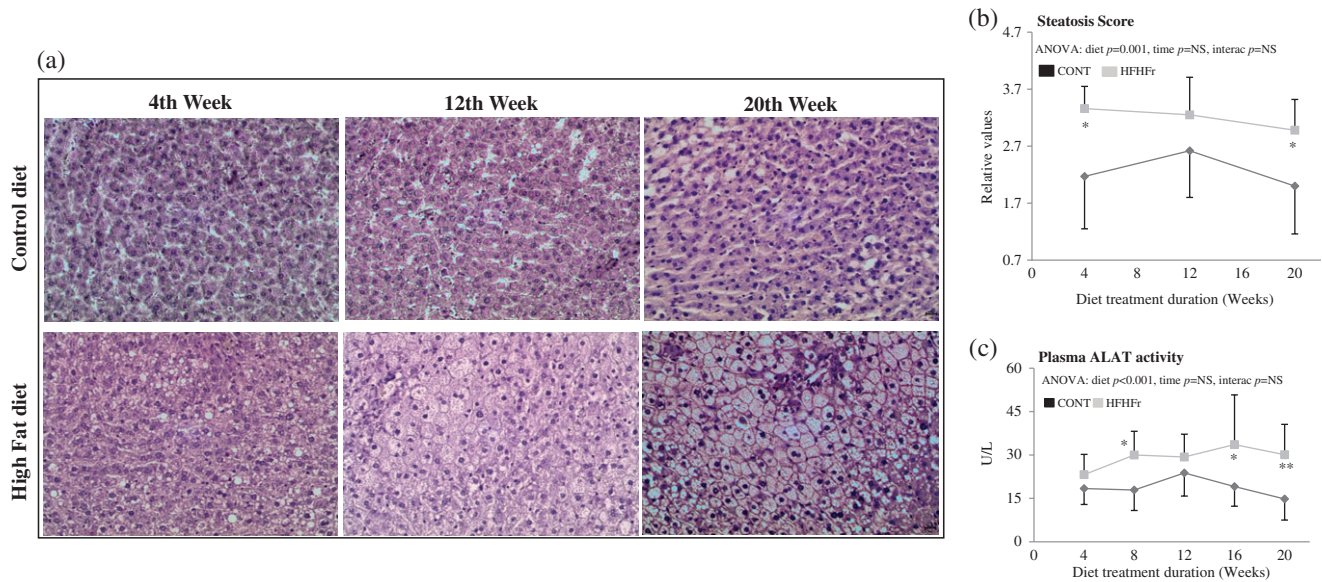 (a)
4th Week 12th Week 20th Week
Control diet
High Fat diet
(b)
Steatosis Score
4.7
ANOVA: diet p=0.001, time p=NS, interac p=NS
CONT HFHFr
3.7
*
*
2.7
Relative values
1.7
0.7
0 4 8 12 16 20
Diet treatment duration (Weeks)
(c)
Plasma ALAT activity
60
ANOVA: diet p<0.001, time p=NS, interac p=NS
CONT HFHFr
45
*
*
**
30
U/L
15
0
0 4 8 12 16 20
Diet treatment duration (Weeks)